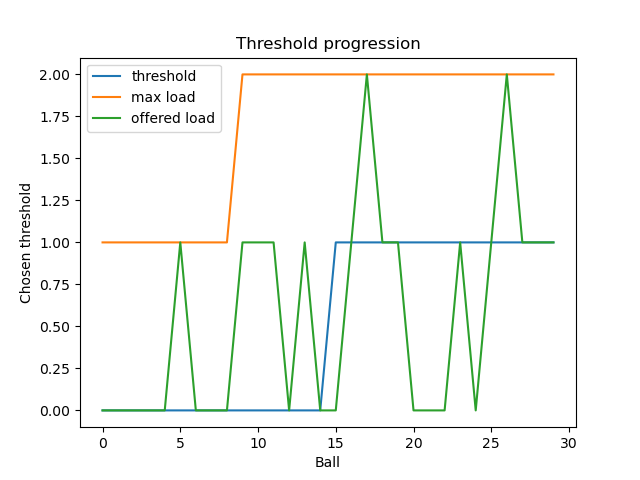 Threshold progression
threshold
max load
offered load
Chosen threshold
2.00
1.75
1.50
1.25
1.00
0.75
0.50
0.25
0.00
0 5 10 15 20 25 30
Ball